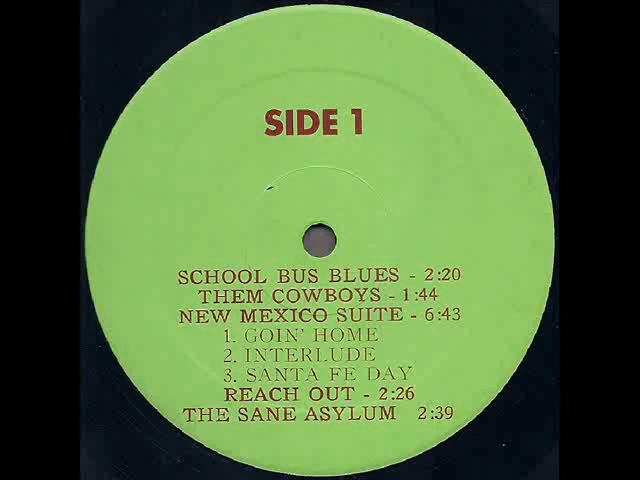 SIDE 1
SCHOOL BUS BLUES - 2:20
THEM COWBOYS - 1:44
NEW MEXICO SUITE - 6:43
1. GOIN' HOME
2. INTERLUDE
3. SANTA FE DAY
REACH OUT - 2:26
THE SANE ASYLUM 2:39